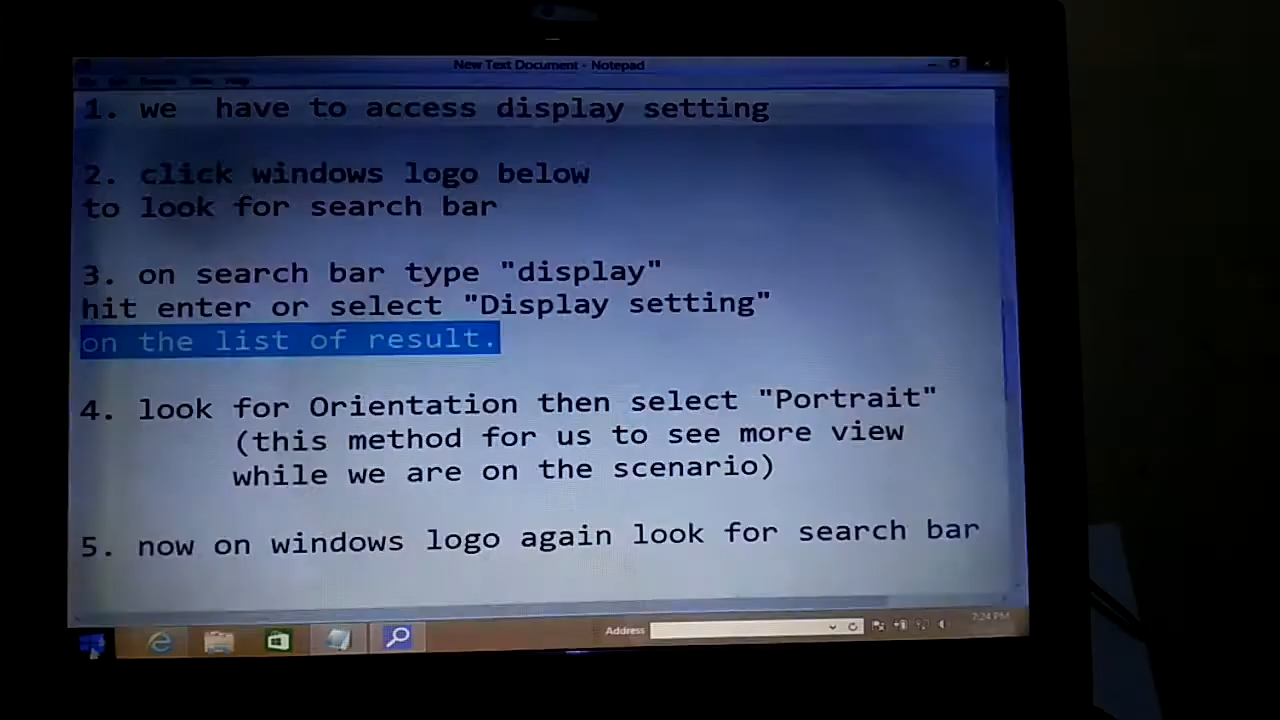 New Text Document - Notepad
1. we have to access display setting
2. click windows logo below
to look for search bar
3. on search bar type "display"
hit enter or select "Display setting"
on the list of result.
4. look for Orientation then select "Portrait"
(this method for us to see more view
while we are on the scenario)
5. now on windows logo again look for search bar
Address
7:24 PM